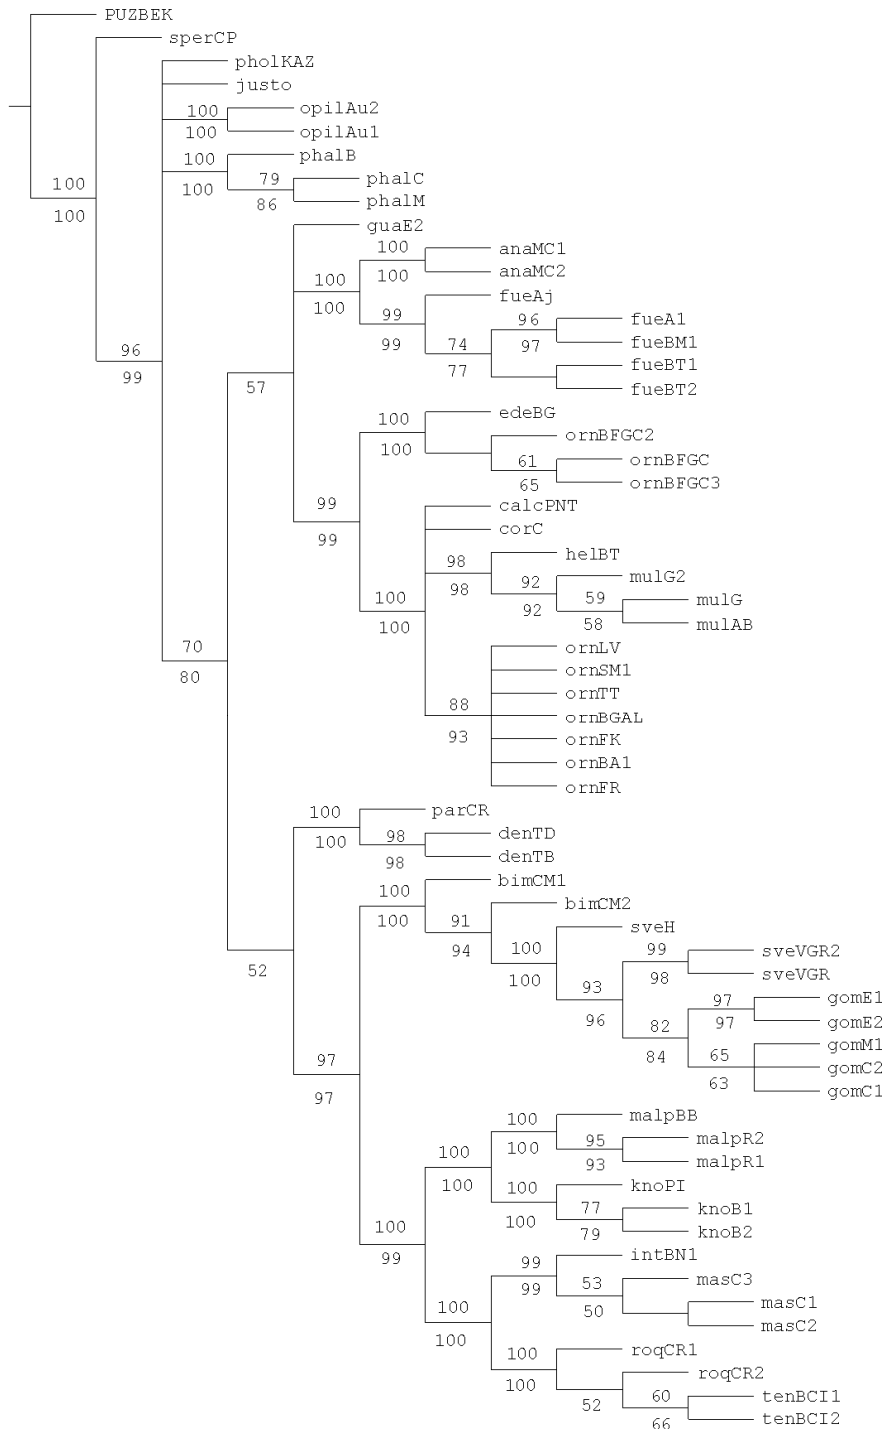 PUZBEK
sperCP
pholKAZ
justo
100 opilAu2
100 opilAu1
100 phalB
79 phalC
100
86 phalM
100
100
guaE2
100 anaMC1
100 100 anaMC2
100
99 fueAj
96 fueA1
99 74 97 fueBM1
96
99
57
77 fueBT1
fueBT2
100 edeBG
100 ornBFGC2
61 ornBFGC
65 ornBFGC3
99
99
calcPNT
corC
98 helBT
98 92 mulG2
100 92 59 mulG
100 58 mulAB
70
80
ornLV
ornSM1
88 ornTT
93 ornBGAL
ornFK
ornBA1
ornFR
100 parCR
100 98 denTD
98 denTB
100 bimCM1
100 91 bimCM2
94 100 sveH
99 sveVGR2
52 100 93 98 sveVGR
97 gomE1
96 82 97 gomE2
97 84 65 gomM1
97 63 gomC2
gomC1
100 malpBB
100 100 95 malpR2
93 malpR1
100 100 knoPI
100 77 knoB1
100 79 knoB2
99
99 intBN1
99 53 masC3
100 50 masC1
100 masC2
100 roqCR1
100 roqCR2
52 60 tenBCI1
66 tenBCI2